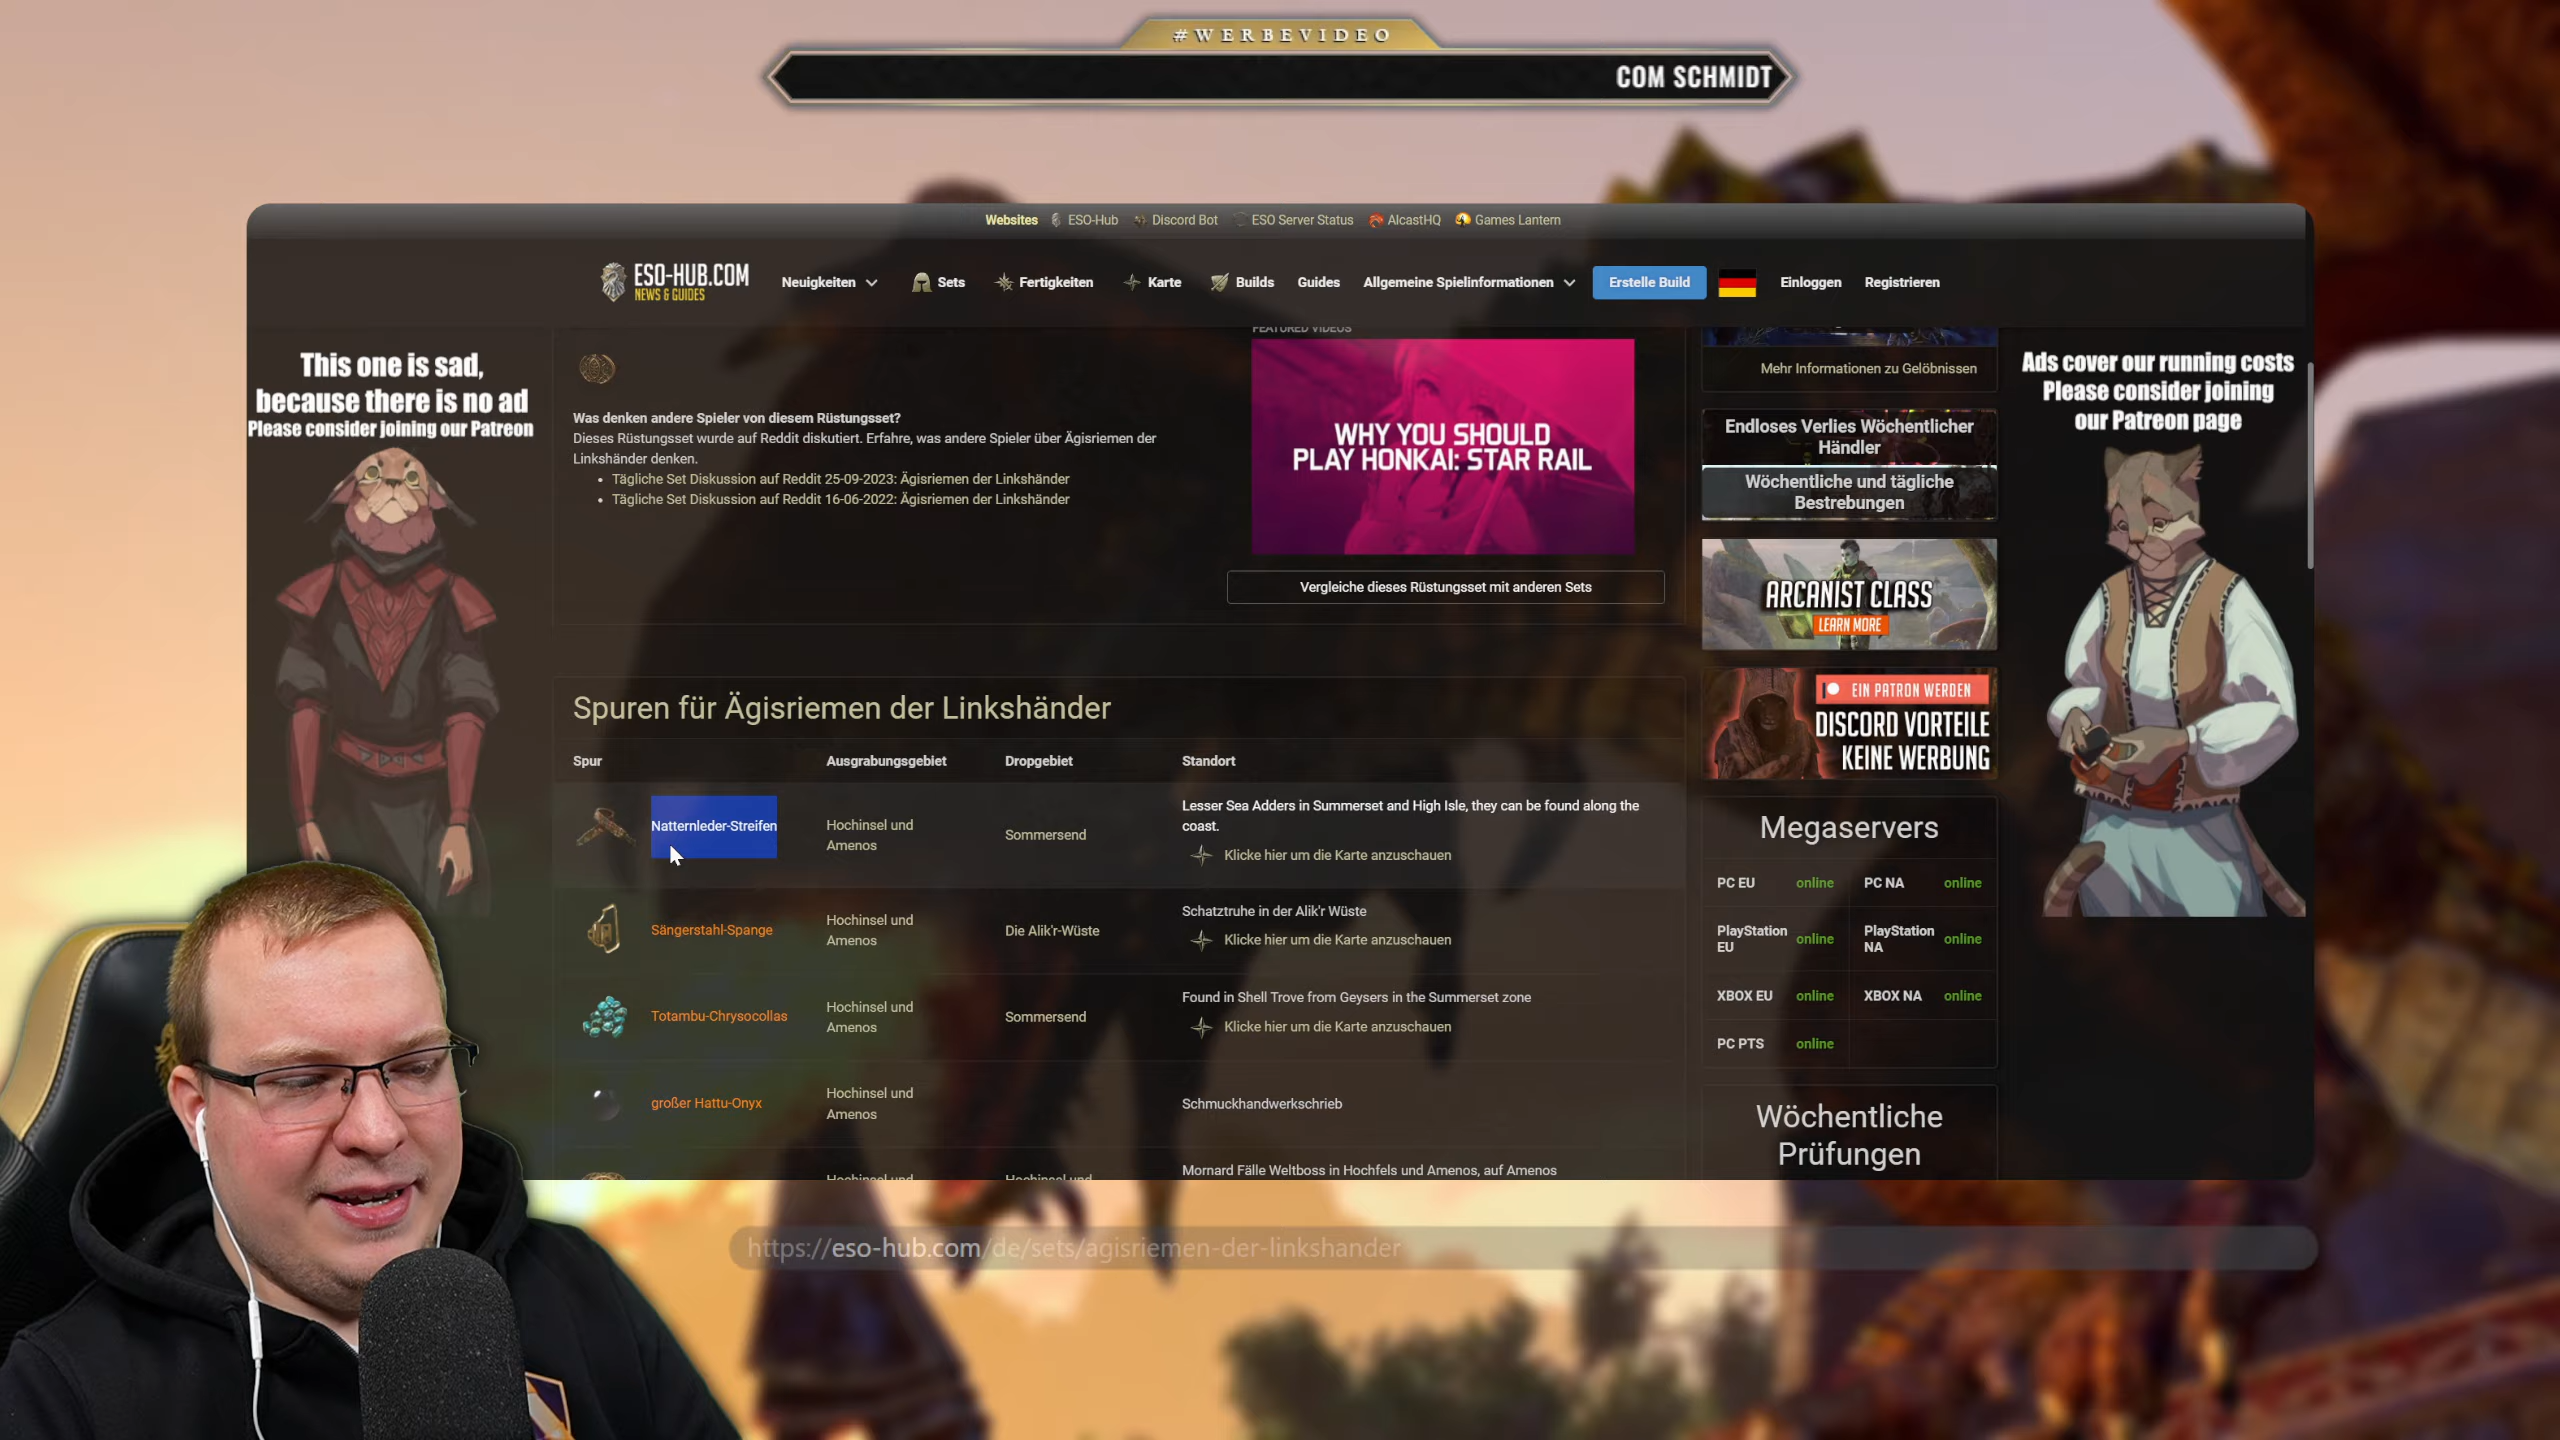 #WERBEVIDEO
COM SCHMIDT
Websites ESO-Hub Discord Bot ESO Server Status AlcastHQ Games Lantern
ESO-HUB.COM
NEWS & GUIDES
Neuigkeiten Sets Fertigkeiten Karte Builds Guides Allgemeine Spielinformationen Erstelle Build Einloggen Registrieren
This one is sad,
because there is no ad
Please consider joining our Patreon
Was denken andere Spieler von diesem Rüstungsset?
Dieses Rüstungsset wurde auf Reddit diskutiert. Erfahre, was andere Spieler über Ägisriemen der
Linkshänder denken.
• Tägliche Set Diskussion auf Reddit 25-09-2023: Ägisriemen der Linkshänder
• Tägliche Set Diskussion auf Reddit 16-06-2022: Ägisriemen der Linkshänder
FEATURED VIDEOS
WHY YOU SHOULD
PLAY HONKAI: STAR RAIL
Vergleiche dieses Rüstungsset mit anderen Sets
Mehr Informationen zu Gelöbnissen
Endloses Verlies Wöchentlicher
Händler
Wöchentliche und tägliche
Bestrebungen
ARCANIST CLASS
LEARN MORE
EIN PATRON WERDEN
DISCORD VORTEILE
KEINE WERBUNG
Ads cover our running costs
Please consider joining
our Patreon page
Spuren für Ägisriemen der Linkshänder
Spur Ausgrabungsgebiet Dropgebiet Standort
Natternleder-Streifen
Hochinsel und
Amenos
Sommersend
Lesser Sea Adders in Summerset and High Isle, they can be found along the
coast.
Klicke hier um die Karte anzuschauen
Sängerstahl-Spange
Hochinsel und
Amenos
Die Alik'r-Wüste
Schatztruhe in der Alik'r Wüste
Klicke hier um die Karte anzuschauen
Totambu-Chrysocollas
Hochinsel und
Amenos
Sommersend
Found in Shell Trove from Geysers in the Summerset zone
Klicke hier um die Karte anzuschauen
großer Hattu-Onyx
Hochinsel und
Amenos
Schmuckhandwerkschrieb
Hochinsel und
Hochinsel und
Mornard Fälle Weltboss in Hochfels und Amenos, auf Amenos
Megaservers
PC EU online PC NA online
PlayStation
EU
online
PlayStation
NA
online
XBOX EU online XBOX NA online
PC PTS online
Wöchentliche
Prüfungen
https://eso-hub.com/de/sets/agisriemen-der-linkshander